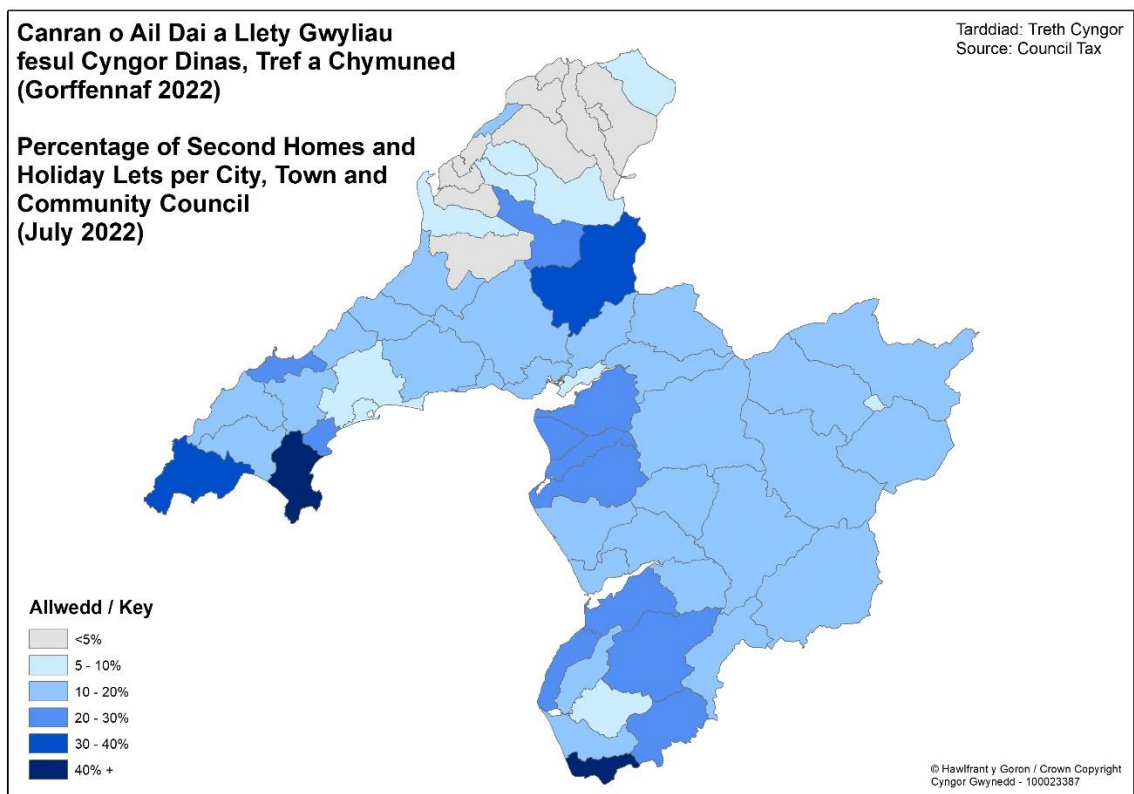 Canran o Ail Dai a Llety Gwyliau
fesul Cyngor Dinas, Tref a Chymuned
(Gorffennaf 2022)
Percentage of Second Homes and
Holiday Lets per City, Town and
Community Council
(July 2022)
Tarddiad: Treth Cyngor
Source: Council Tax
Allwedd / Key
<5%
5 - 10%
10 - 20%
20 - 30%
30 - 40%
40% +
© Hawlfrant y Goron / Crown Copyright
Cyngor Gwynedd - 100023387